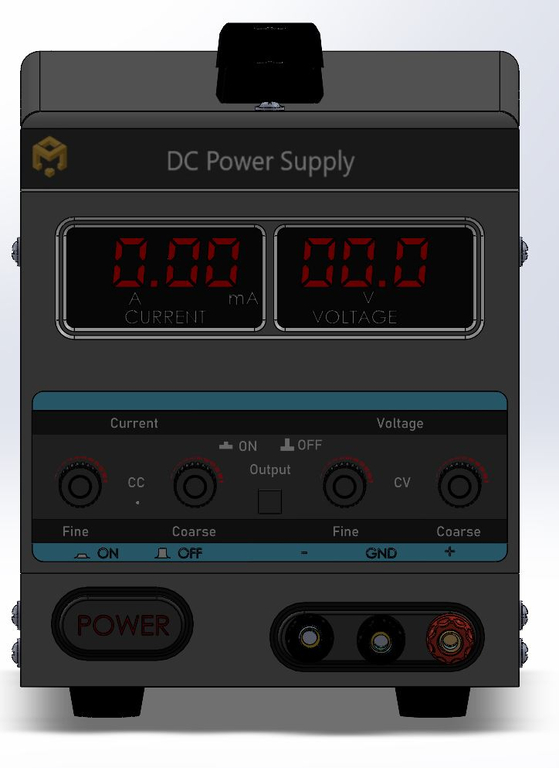 DC Power Supply
0.00 00.0
A mA V
CURRENT VOLTAGE
Current Voltage
ON OFF
Output
CC CV
Fine Coarse Fine Coarse
ON OFF - GND +
POWER